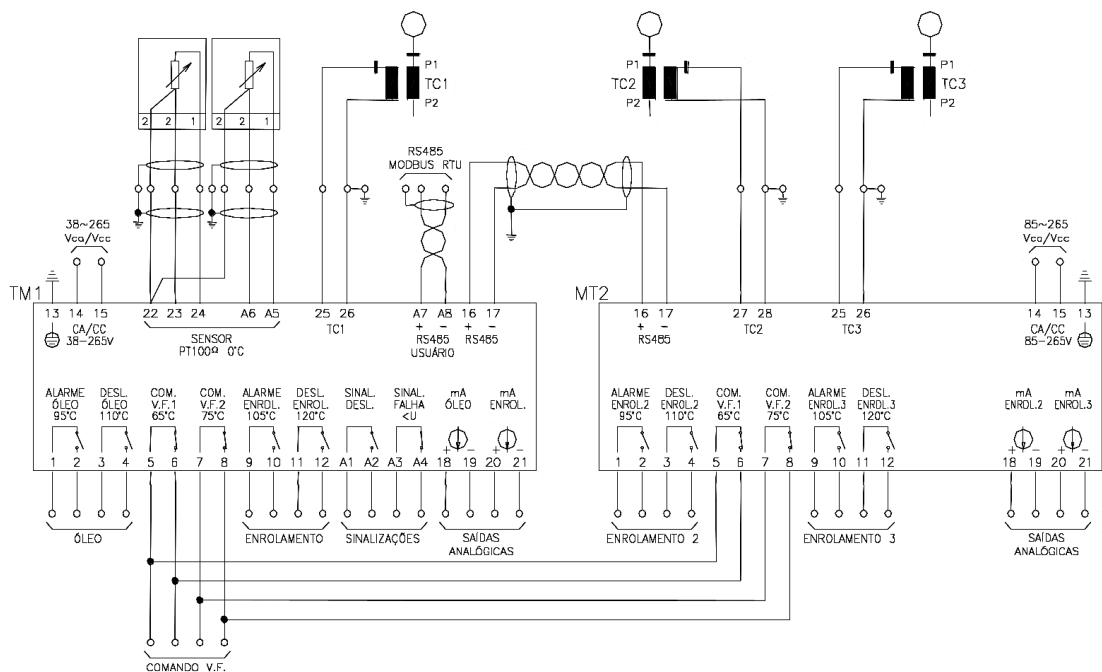 P1 P1 P1
TC1 TC2 TC3
P2 P2 P2
2 2 1 2 2 1
RS485
MODBUS RTU
38~265
Vca/Vcc
85~265
Vca/Vcc
TM1
MT2
13 14 15 22 23 24 A6 A5 25 26 A7 A8 16 17
CA/CC
38-265V
SENSOR
PT100Ω 0°C
TC1
+ − + −
RS485 RS485
USUÁRIO
16 17 27 28 25 26 14 15 13
+ −
RS485
TC2
TC3
CA/CC
85-265V
ALARME
ÓLEO
95°C
DESL.
ÓLEO
110°C
COM.
V.F.1
65°C
COM.
V.F.2
75°C
ALARME
ENROL.
105°C
DESL.
ENROL.
120°C
SINAL.
DESL.
SINAL.
FALHA
<U
mA
ÓLEO
mA
ENROL.
+ − + −
1 2 3 4 5 6 7 8 9 10 11 12 A1 A2 A3 A4 18 19 20 21
ALARME
ENROL.2
95°C
DESL.
ENROL.2
110°C
COM.
V.F.1
65°C
COM.
V.F.2
75°C
ALARME
ENROL.3
105°C
DESL.
ENROL.3
120°C
mA
ENROL.2
mA
ENROL.3
+ − + −
1 2 3 4 5 6 7 8 9 10 11 12 18 19 20 21
ÓLEO
ENROLAMENTO
SINALIZAÇÕES
SAÍDAS
ANALÓGICAS
ENROLAMENTO 2
ENROLAMENTO 3
SAÍDAS
ANALÓGICAS
COMANDO V.F.